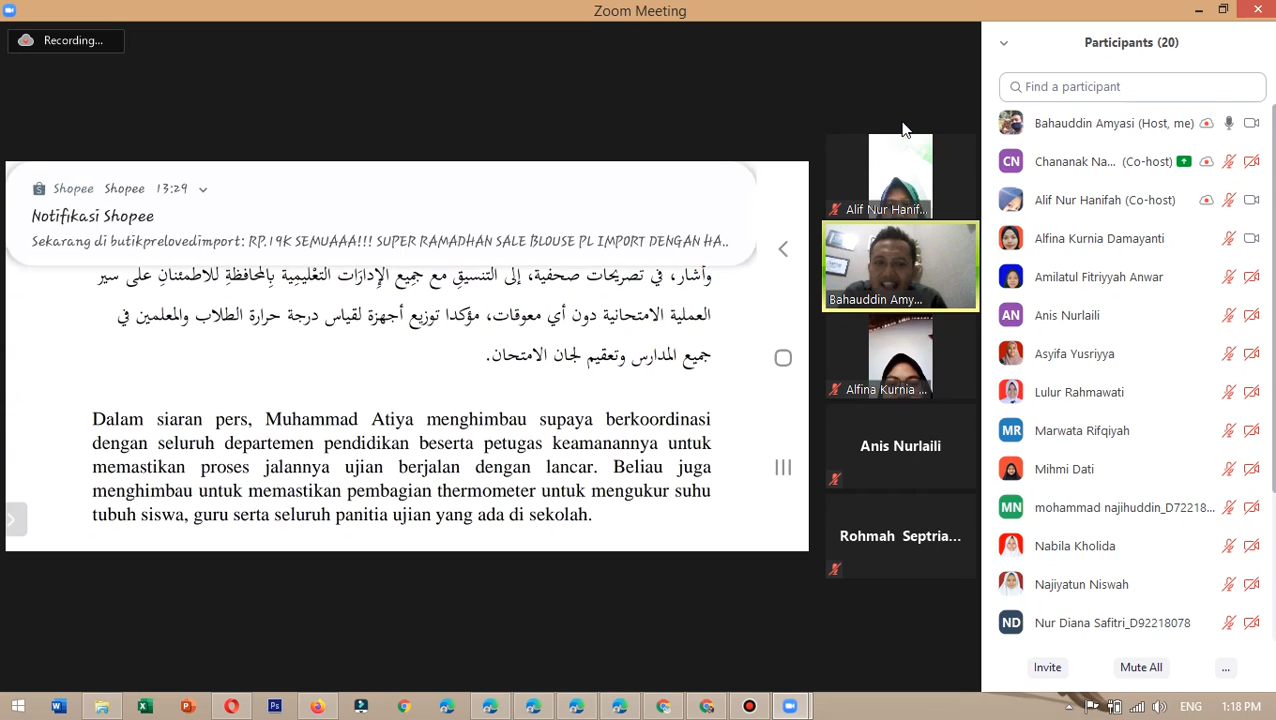 Zoom Meeting
Recording...
Shopee Shopee 13:29
Notifikasi Shopee
Sekarang di butikprelovedimport: RP.19K SEMUAAA!!! SUPER RAMADHAN SALE BLOUSE PL IMPORT DENGAN HA..
وأشار، في تصريحات صحفية، إلى التنسيق مع جميع الإدارَات التعْليمية بِالمحافظةِ للاطمئنانِ على سير
العملية الامتحانية دون أي معوقات، مؤكدا توزيع أجهزة لقياس درجة حرارة الطلاب والمعلمين في
جميع المدارس وتعقيم لجان الامتحان.
Dalam siaran pers, Muhammad Atiya menghimbau supaya berkoordinasi
dengan seluruh departemen pendidikan beserta petugas keamanannya untuk
memastikan proses jalannya ujian berjalan dengan lancar. Beliau juga
menghimbau untuk memastikan pembagian thermometer untuk mengukur suhu
tubuh siswa, guru serta seluruh panitia ujian yang ada di sekolah.
Alif Nur Hanif...
Bahauddin Amy...
Alfina Kurnia ...
Anis Nurlaili
Rohmah Septria...
Participants (20)
Find a participant
Bahauddin Amyasi (Host, me)
CN Chananak Na... (Co-host)
Alif Nur Hanifah (Co-host)
Alfina Kurnia Damayanti
Amilatul Fitriyyah Anwar
AN Anis Nurlaili
Asyifa Yusriyya
Lulur Rahmawati
MR Marwata Rifqiyah
Mihmi Dati
MN mohammad najihuddin_D72218...
Nabila Kholida
Najiyatun Niswah
ND Nur Diana Safitri_D92218078
Invite Mute All ...
ENG 1:18 PM